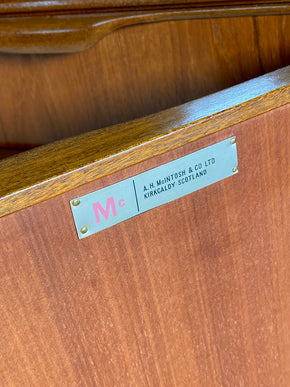 Mc
A.H. McINTOSH & CO LTD
KIRKCALDY SCOTLAND